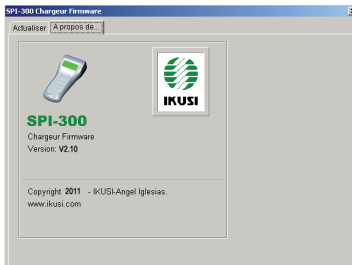 SPI-300 Chargeur Firmware
Actualiser
A propos de...
IKUSI
SPI-300
Chargeur Firmware
Version: V2.10
Copyright 2011 - IKUSI-Angel Iglesias.
www.ikusi.com